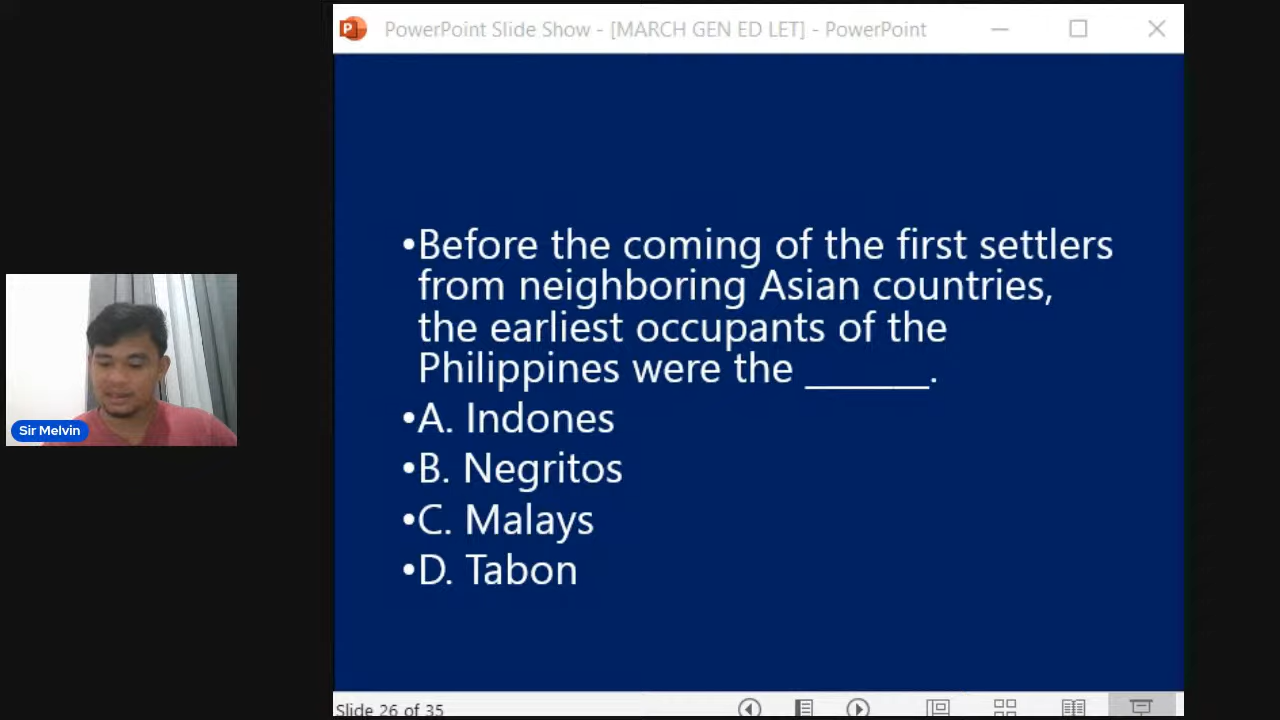 PowerPoint Slide Show - [MARCH GEN ED LET] - PowerPoint
•Before the coming of the first settlers
from neighboring Asian countries,
the earliest occupants of the
Philippines were the _______.
•A. Indones
•B. Negritos
•C. Malays
•D. Tabon
Sir Melvin
Slide 26 of 35